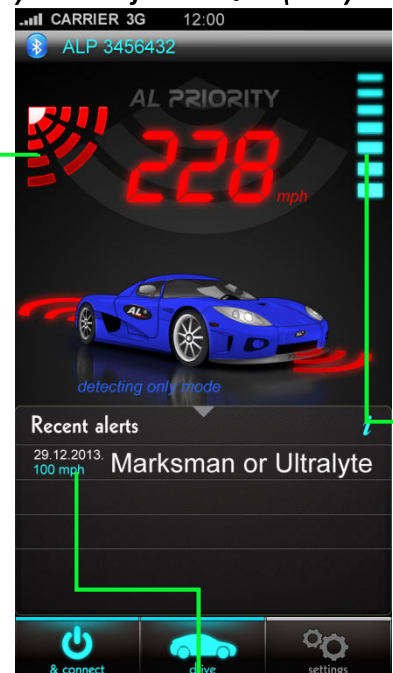 CARRIER 3G 12:00
ALP 3456432
AL PRIORITY
228
mph
AL
detecting only mode
Recent alerts i
29.12.2013.
100 mph
Marksman or Ultralyte
& connect drive settings